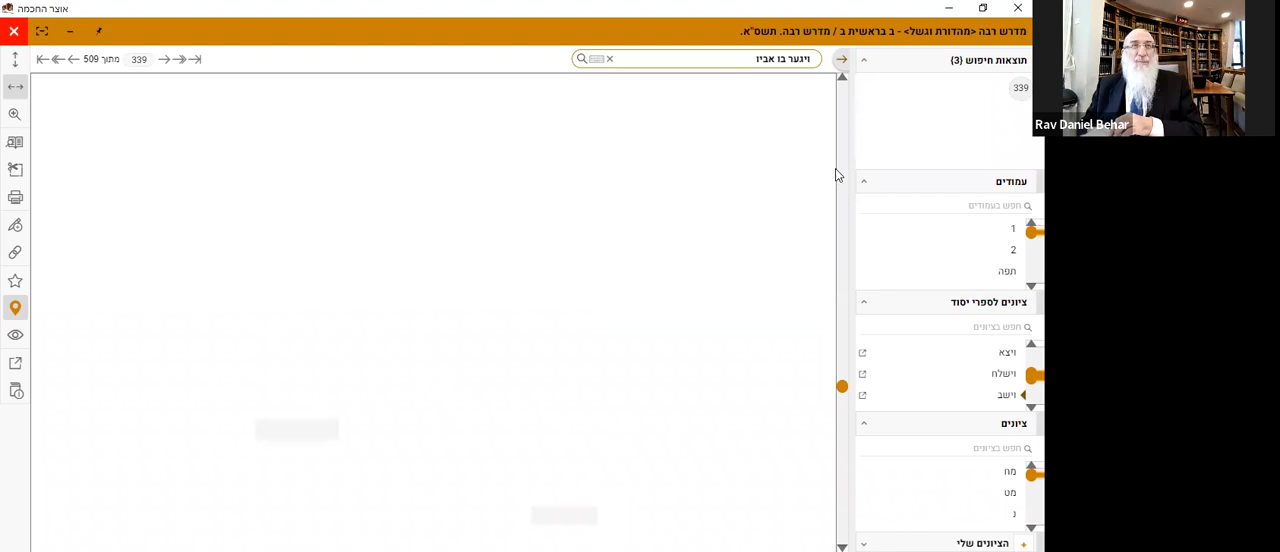 אוצר החכמה
מדרש רבה <מהדורת וגשל> - ב בראשית ב / מדרש רבה. תשס"א.
339 מתוך 509
ויגער בו אביו
תוצאות חיפוש {3}
339
עמודים
חפש בעמודים
1
2
תפה
ציונים לספרי יסוד
חפש בציונים
ויצא
וישלח
וישב
ציונים
חפש בציונים
מח
מט
נ
הציונים שלי
Rav Daniel Behar